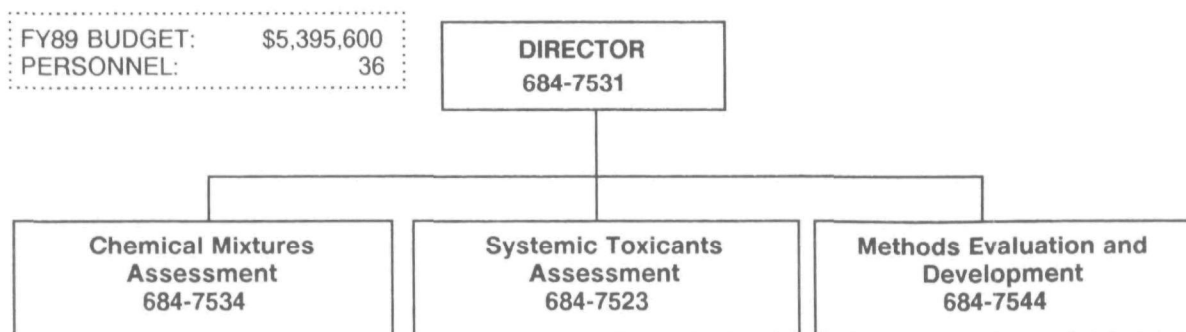 FY89 BUDGET: $5,395,600
PERSONNEL: 36
DIRECTOR
684-7531
Chemical Mixtures
Assessment
684-7534
Systemic Toxicants
Assessment
684-7523
Methods Evaluation and
Development
684-7544